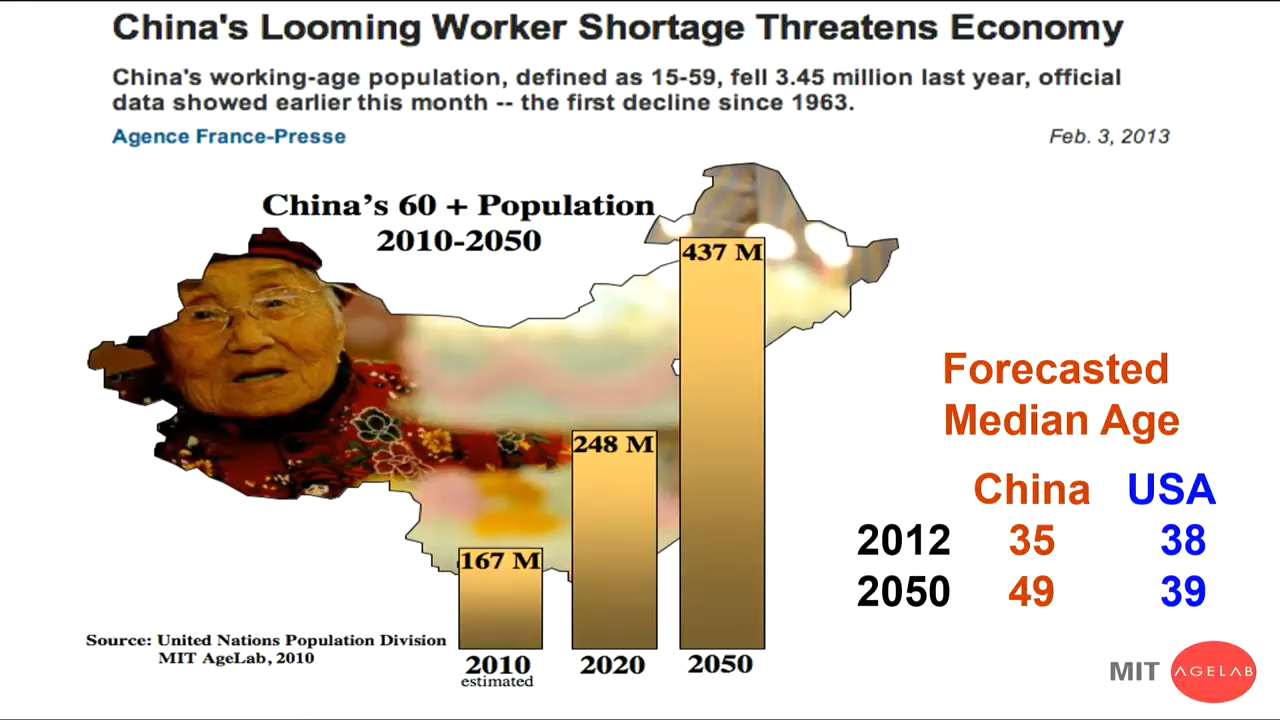 China's Looming Worker Shortage Threatens Economy
China's working-age population, defined as 15-59, fell 3.45 million last year, official
data showed earlier this month -- the first decline since 1963.
Agence France-Presse
Feb. 3, 2013
China's 60 + Population
2010-2050
437 M
248 M
167 M
2010
estimated
2020
2050
Source: United Nations Population Division
MIT AgeLab, 2010
Forecasted
Median Age
China USA
2012 35 38
2050 49 39
MIT AGELAB